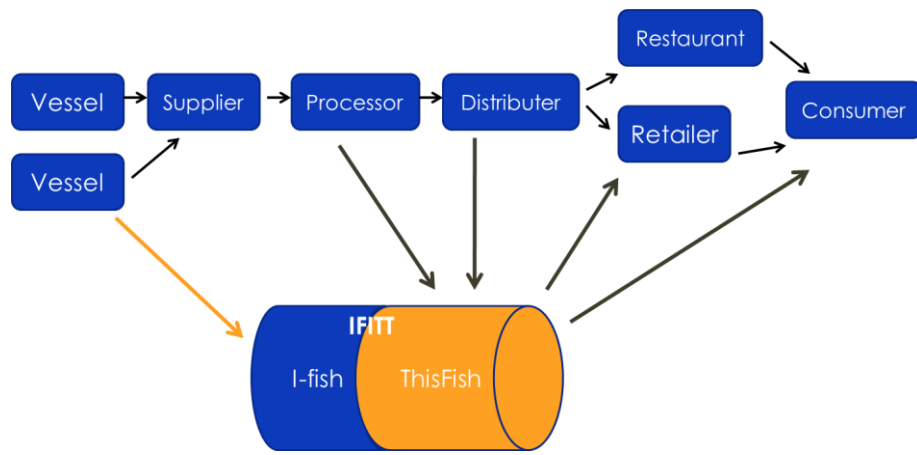 Restaurant
Vessel
Supplier
Processor
Distributer
Consumer
Retailer
Vessel
IFITT
I-fish
ThisFish